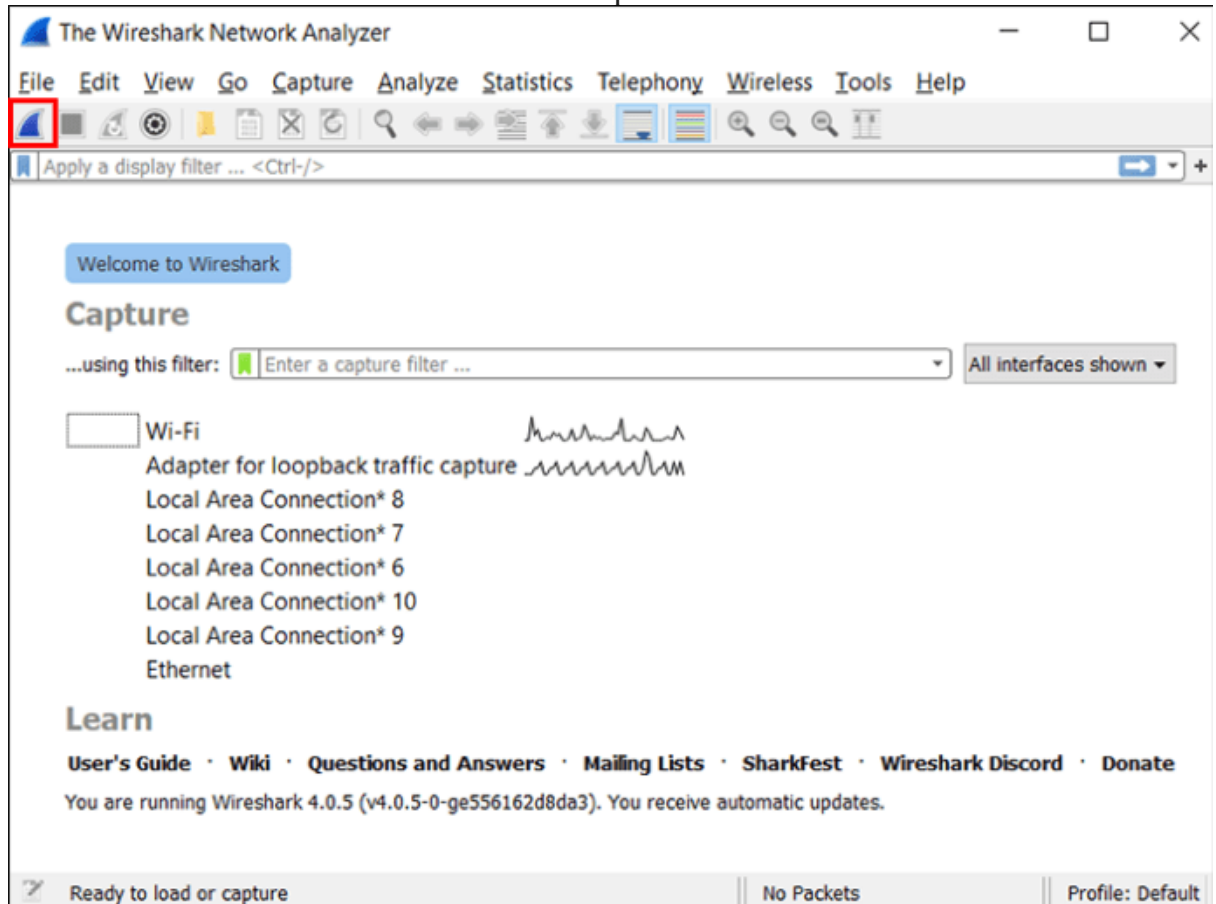 The Wireshark Network Analyzer
File Edit View Go Capture Analyze Statistics Telephony Wireless Tools Help
Apply a display filter ... <Ctrl-/>
+
Welcome to Wireshark
Capture
...using this filter: Enter a capture filter ... All interfaces shown
Wi-Fi
Adapter for loopback traffic capture
Local Area Connection* 8
Local Area Connection* 7
Local Area Connection* 6
Local Area Connection* 10
Local Area Connection* 9
Ethernet
Learn
User's Guide · Wiki · Questions and Answers · Mailing Lists · SharkFest · Wireshark Discord · Donate
You are running Wireshark 4.0.5 (v4.0.5-0-ge556162d8da3). You receive automatic updates.
Ready to load or capture No Packets Profile: Default